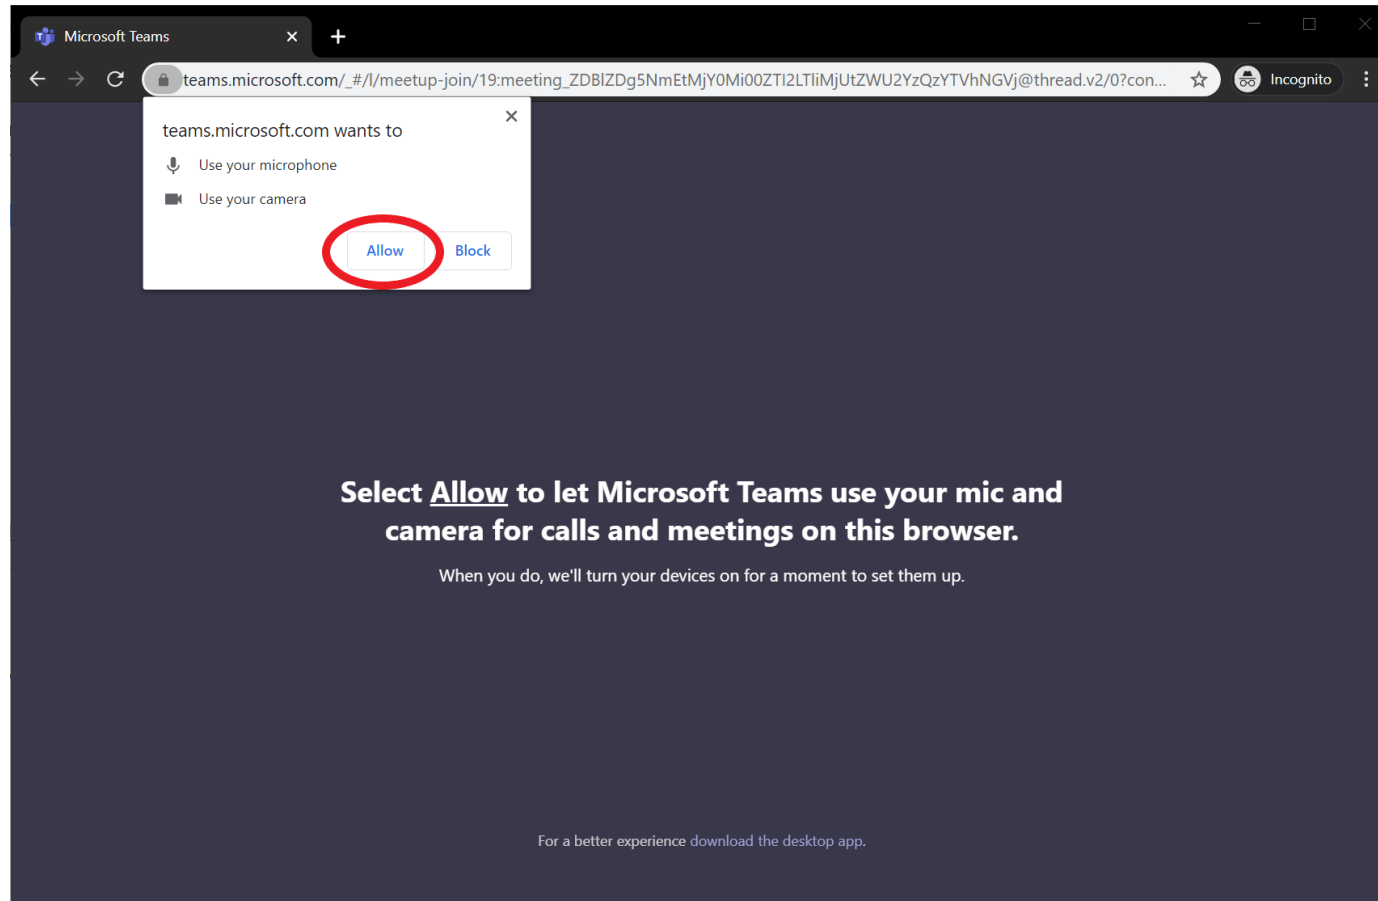 Microsoft Teams
teams.microsoft.com/_#/l/meetup-join/19:meeting_ZDBlZDg5NmEtMjY0Mi00ZTI2LTliMjUtZWU2YzQzYTVhNGVj@thread.v2/0?con...
Incognito
teams.microsoft.com wants to
Use your microphone
Use your camera
Allow
Block
Select Allow to let Microsoft Teams use your mic and
camera for calls and meetings on this browser.
When you do, we'll turn your devices on for a moment to set them up.
For a better experience download the desktop app.